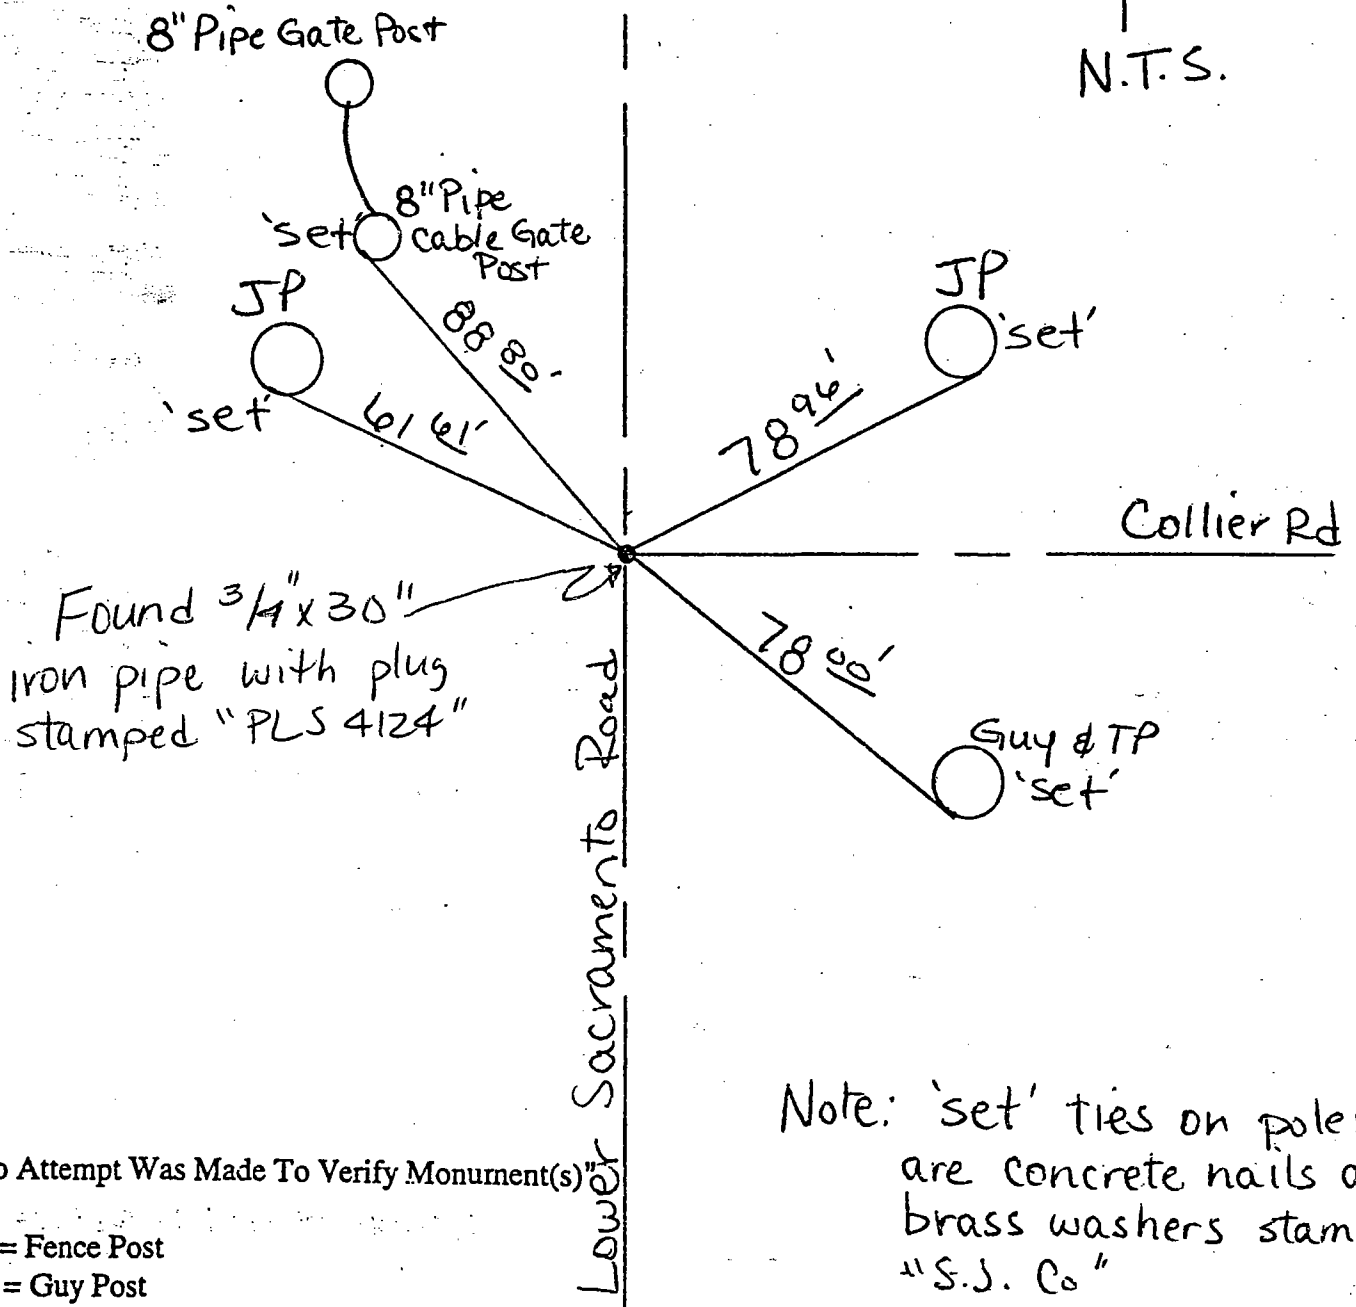 8" Pipe Gate Post
N.T.S.
'set'
8" Pipe
Cable Gate
Post
JP
'set'
88 80'
61 61'
JP
'set'
78 96'
Collier Rd
Found 3/4" x 30"
Iron pipe with plug
stamped "PLS 4124"
78 00'
Guy & TP
'set'
Lower Sacramento Road
Note: 'set' ties on pole
are concrete nails
brass washers stam
"S.J. Co"
Attempt Was Made To Verify Monument(s)"
= Fence Post
= Guy Post